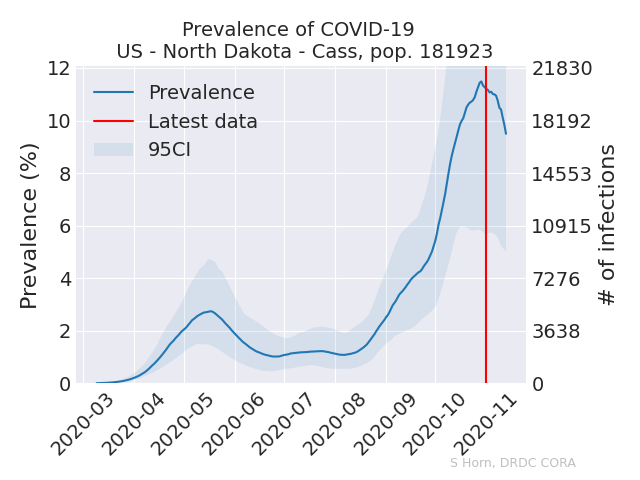 Prevalence of COVID-19
US - North Dakota - Cass, pop. 181923
12
10
8
6
4
2
0
Prevalence (%)
Prevalence
Latest data
95CI
21830
18192
14553
10915
7276
3638
0
# of infections
2020-03
2020-04
2020-05
2020-06
2020-07
2020-08
2020-09
2020-10
2020-11
S Horn, DRDC CORA